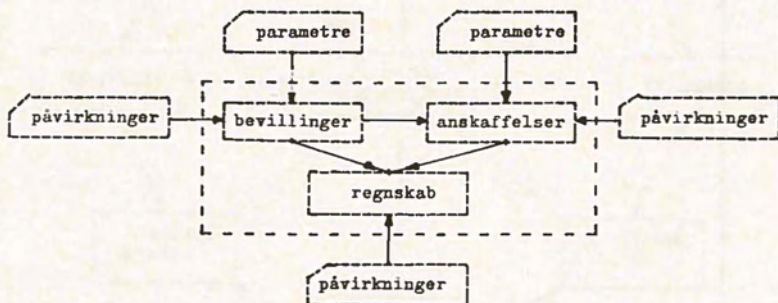 parametre
parametre
påvirkninger
bevillinger
anskaffelser
påvirkninger
regnskab
påvirkninger